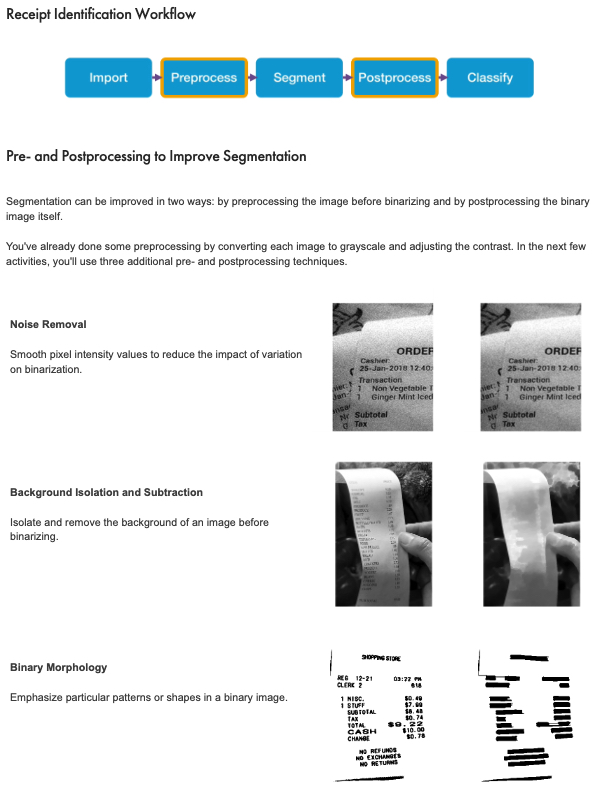 Receipt Identification Workflow
Import
Preprocess
Segment
Postprocess
Classify
Pre- and Postprocessing to Improve Segmentation
Segmentation can be improved in two ways: by preprocessing the image before binarizing and by postprocessing the binary
image itself.
You've already done some preprocessing by converting each image to grayscale and adjusting the contrast. In the next few
activities, you'll use three additional pre- and postprocessing techniques.
Noise Removal
Smooth pixel intensity values to reduce the impact of variation
on binarization.
ORDER
Cashier:
25-Jan-2018 12:40:
Transaction
1 Non Vegetable
1 Ginger Mint Iced
Subtotal
Tax
ORDER
Cashier:
25-Jan-2018 12:40:
Transaction
1 Non Vegetable
1 Ginger Mint Iced
Subtotal
Tax
Background Isolation and Subtraction
Isolate and remove the background of an image before
binarizing.
Binary Morphology
Emphasize particular patterns or shapes in a binary image.
SHOPPING STORE
REG 12-21 03:22 PM
CLERK 2 618
1 MISC. $0.49
1 STUFF $7.99
SUBTOTAL $8.48
TAX $0.74
TOTAL $9.22
CASH $10.00
CHANGE $0.78
NO REFUNDS
NO EXCHANGES
NO RETURNS